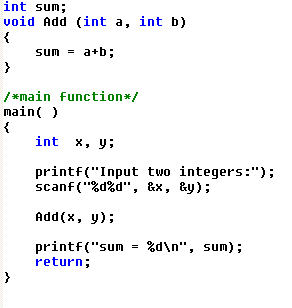 int sum;
void Add (int a, int b)
{
    sum = a+b;
}
/*main function*/
main( )
{
    int  x, y;
    printf("Input two integers:");
    scanf("%d%d", &x, &y);
    Add(x, y);
    printf("sum = %d\n", sum);
    return;
}